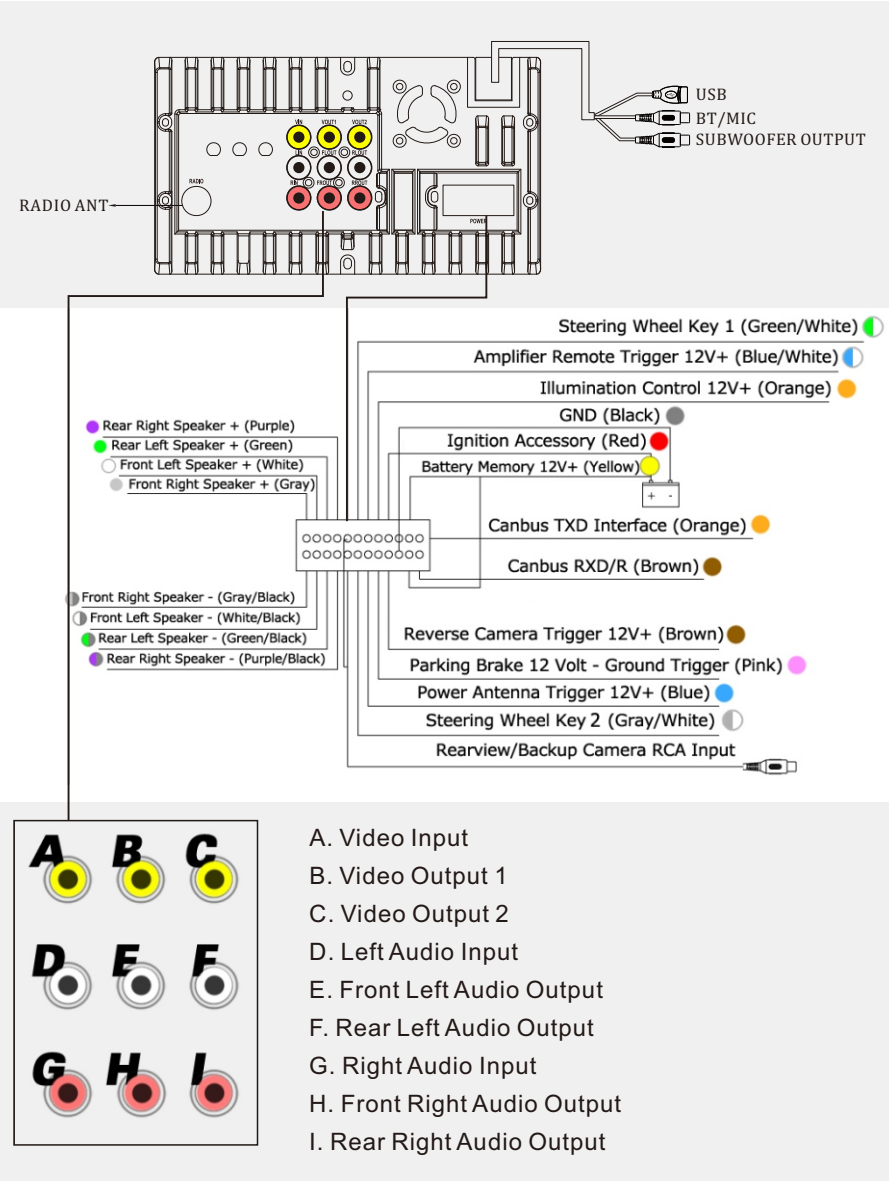 USB
BT/MIC
SUBWOOFER OUTPUT
VIN VOUT1 VOUT2
LIN FLOUT RLOUT
RADIO
RIN FROUT RROUT
RADIO ANT
POWER
Steering Wheel Key 1 (Green/White)
Amplifier Remote Trigger 12V+ (Blue/White)
Illumination Control 12V+ (Orange)
GND (Black)
Ignition Accessory (Red)
Battery Memory 12V+ (Yellow)
+ -
Rear Right Speaker + (Purple)
Rear Left Speaker + (Green)
Front Left Speaker + (White)
Front Right Speaker + (Gray)
Canbus TXD Interface (Orange)
Canbus RXD/R (Brown)
Front Right Speaker - (Gray/Black)
Front Left Speaker - (White/Black)
Rear Left Speaker - (Green/Black)
Rear Right Speaker - (Purple/Black)
Reverse Camera Trigger 12V+ (Brown)
Parking Brake 12 Volt - Ground Trigger (Pink)
Power Antenna Trigger 12V+ (Blue)
Steering Wheel Key 2 (Gray/White)
Rearview/Backup Camera RCA Input
A B C
D E F
G H I
A. Video Input
B. Video Output 1
C. Video Output 2
D. Left Audio Input
E. Front Left Audio Output
F. Rear Left Audio Output
G. Right Audio Input
H. Front Right Audio Output
I. Rear Right Audio Output